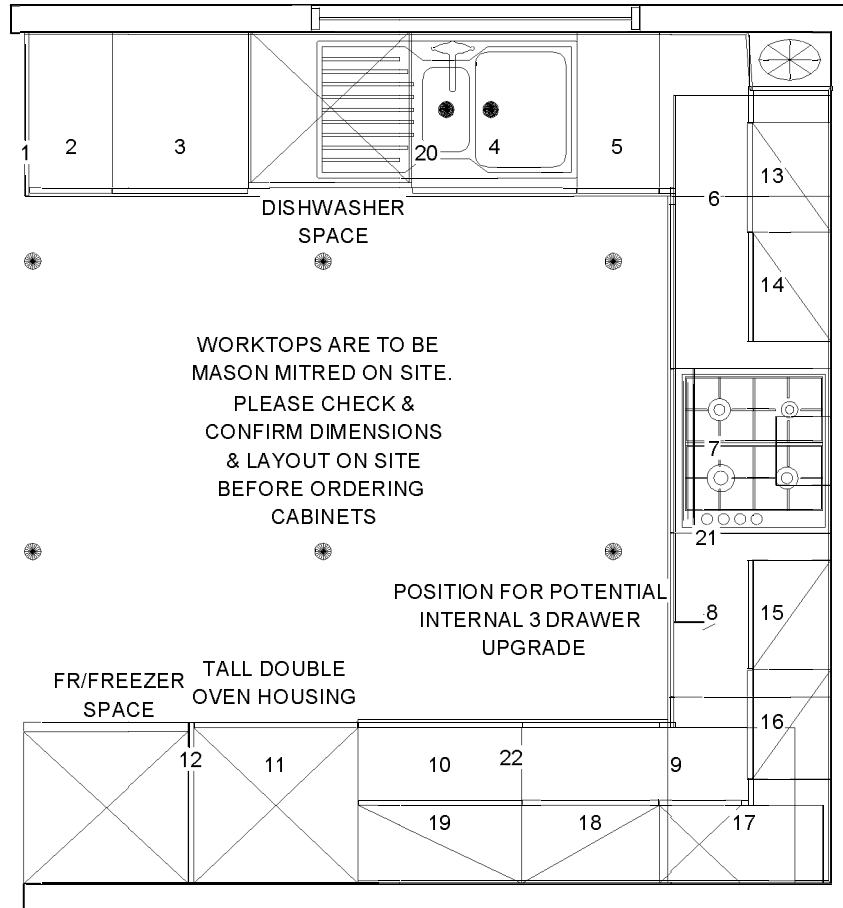 1
2
3
20
4
5
6
13
14
DISHWASHER
SPACE
WORKTOPS ARE TO BE
MASON MITRED ON SITE.
PLEASE CHECK &
CONFIRM DIMENSIONS
& LAYOUT ON SITE
BEFORE ORDERING
CABINETS
7
21
POSITION FOR POTENTIAL
INTERNAL 3 DRAWER
UPGRADE
8
15
16
FR/FREEZER
SPACE
TALL DOUBLE
OVEN HOUSING
12
11
10
22
9
19
18
17